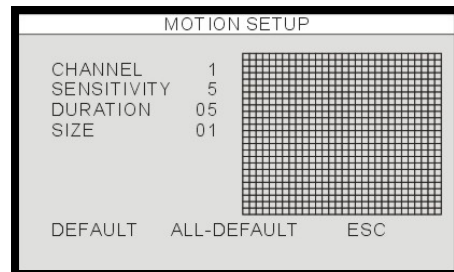 MOTION SETUP
CHANNEL 1
SENSITIVITY 5
DURATION 05
SIZE 01
DEFAULT ALL-DEFAULT ESC